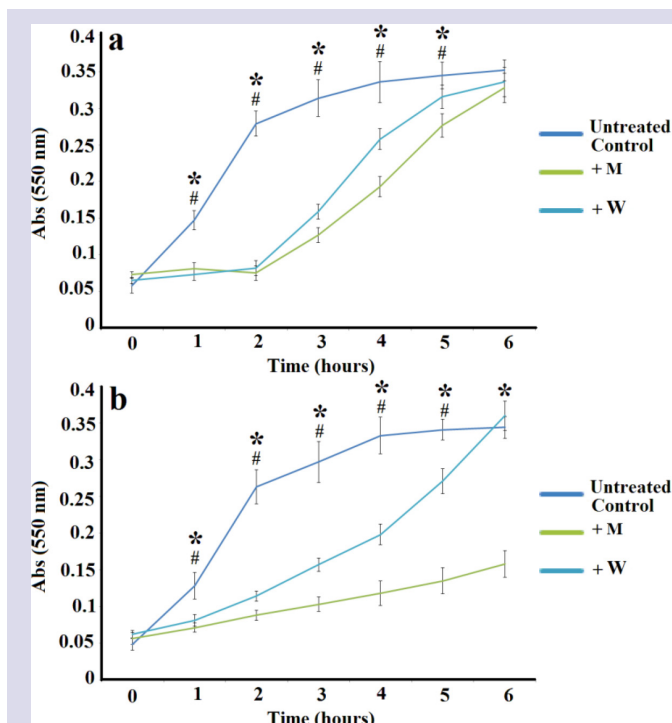 a
Abs (550 nm)
0.4
0.35
0.3
0.25
0.2
0.15
0.1
0.05
0
* * * * *
# # # # #
0 1 2 3 4 5 6
Time (hours)
Untreated
Control
+ M
+ W
b
Abs (550 nm)
0.4
0.35
0.3
0.25
0.2
0.15
0.1
0.05
0
* * * * * *
# # # # #
0 1 2 3 4 5 6
Time (hours)
Untreated
Control
+ M
+ W